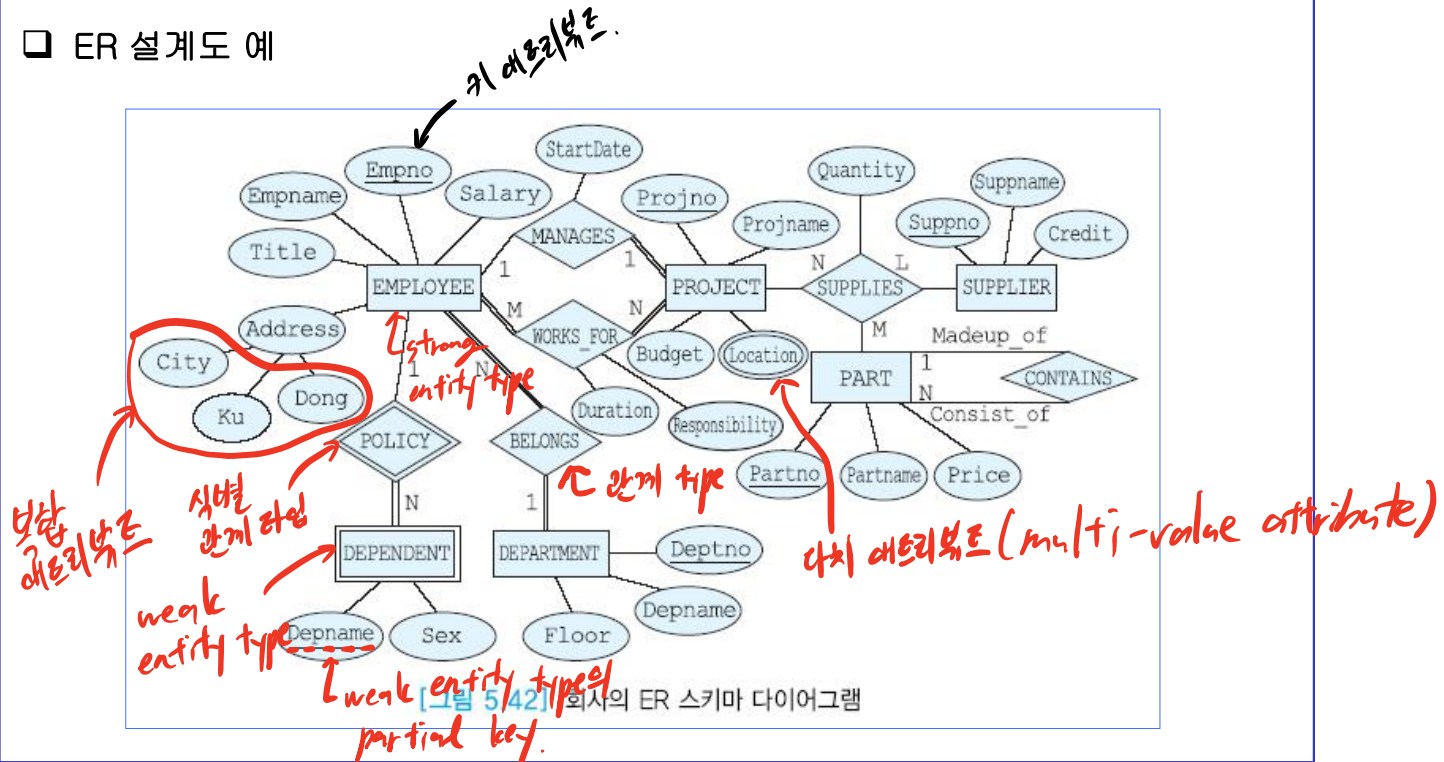 ❑ ER 설계도 예
키 애트리뷰트.
StartDate
Empno
Quantity
Suppname
Empname
Salary
Projno
Projname
Suppno
Credit
Title
MANAGES
1
1
N
L
EMPLOYEE
PROJECT
SUPPLIES
SUPPLIER
M
N
M
Address
WORKS_FOR
Madeup_of
City
strong
entity type
1
N
Budget
Location
PART
1
N
CONTAINS
Consist_of
Ku
Dong
Duration
Responsibility
POLICY
BELONGS
관계 type
Partno
Partname
Price
복합
애트리뷰트
식별
관계 타입
N
1
다치 애트리뷰트 (multi-value attribute)
DEPENDENT
DEPARTMENT
Deptno
weak
entity type
Depname
Depname
Sex
Floor
weak entity type의
partial key.
[그림 5.42] 회사의 ER 스키마 다이어그램